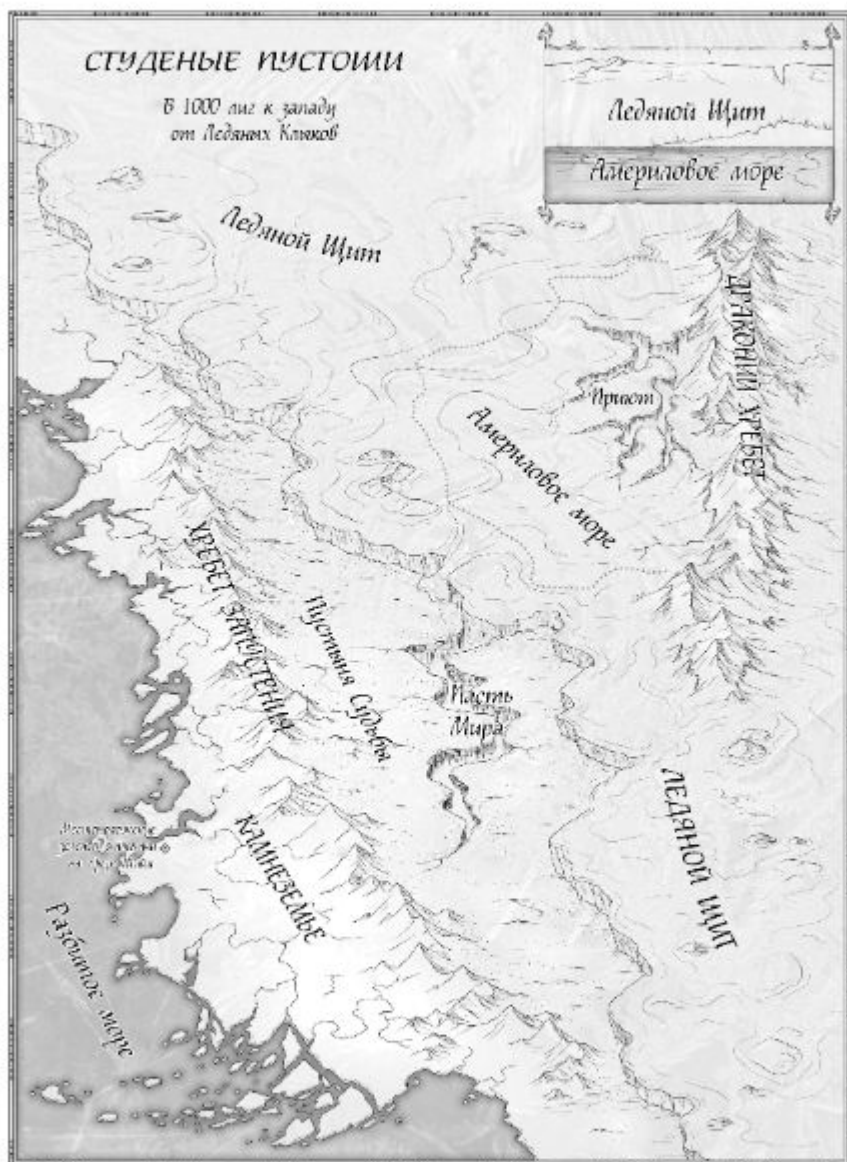 СТУДЕНЫЕ ПУСТОШИ
В 1000 лиг к западу
от Ледяных Клыков
Ледяной Щит
Америловое море
Ледяной Щит
ДРАКОНИЙ ХРЕБЕТ
Приют
Америловое море
ХРЕБЕТ ЗАПУСТЕНИЯ
Пустыня Судьбы
Пасть
Мира
ЛЕДЯНОЙ ЩИТ
КАМНЕЗЕМЬЕ
Разбитое море